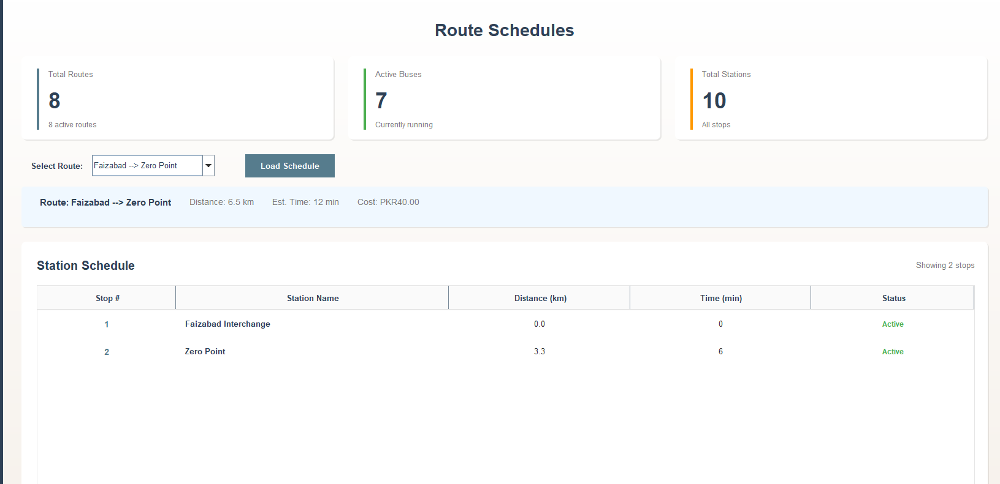 Route Schedules
Total Routes
8
8 active routes
Active Buses
7
Currently running
Total Stations
10
All stops
Select Route: Faizabad --> Zero Point Load Schedule
Route: Faizabad --> Zero Point Distance: 6.5 km Est. Time: 12 min Cost: PKR40.00
Station Schedule Showing 2 stops
Stop # Station Name Distance (km) Time (min) Status
1 Faizabad Interchange 0.0 0 Active
2 Zero Point 3.3 6 Active